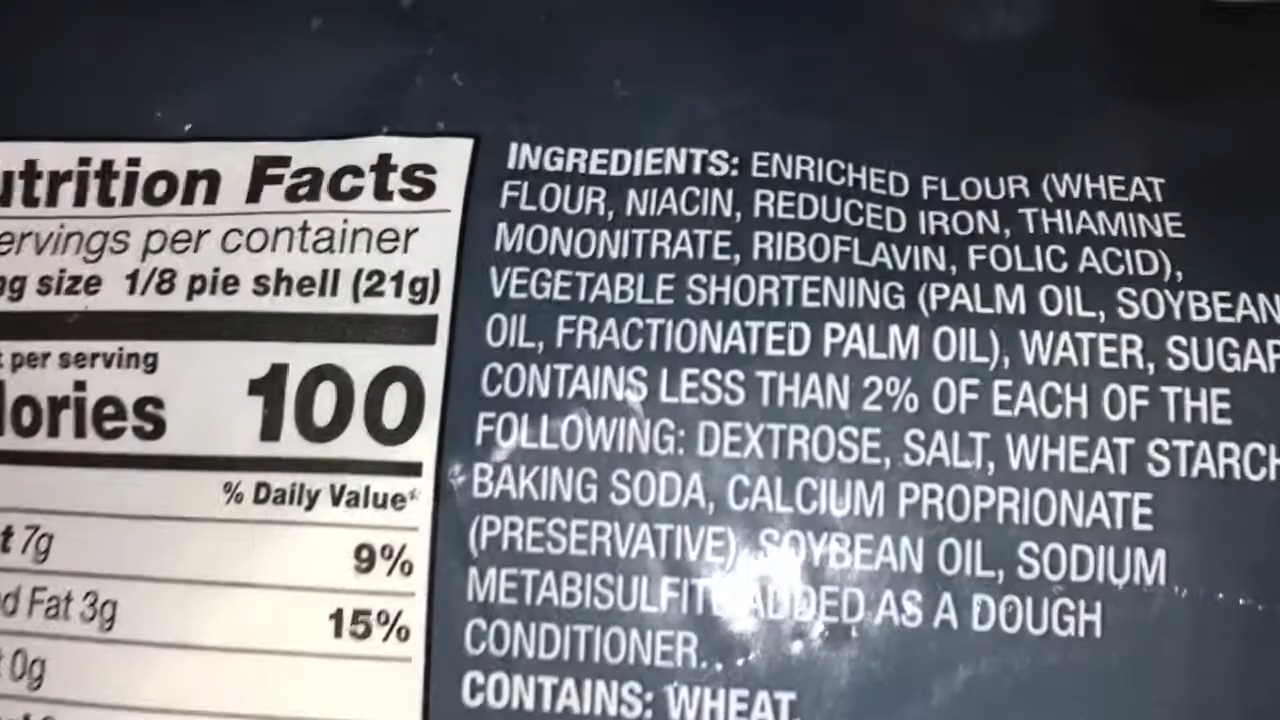 utrition Facts
ervings per container
ng size 1/8 pie shell (21g)
t per serving
lories 100
% Daily Value*
t 7g 9%
d Fat 3g 15%
0g
INGREDIENTS: ENRICHED FLOUR (WHEAT
FLOUR, NIACIN, REDUCED IRON, THIAMINE
MONONITRATE, RIBOFLAVIN, FOLIC ACID),
VEGETABLE SHORTENING (PALM OIL, SOYBEAN
OIL, FRACTIONATED PALM OIL), WATER, SUGAR
CONTAINS LESS THAN 2% OF EACH OF THE
FOLLOWING: DEXTROSE, SALT, WHEAT STARCH
BAKING SODA, CALCIUM PROPRIONATE
(PRESERVATIVE), SOYBEAN OIL, SODIUM
METABISULFITE ADDED AS A DOUGH
CONDITIONER.
CONTAINS: WHEAT.